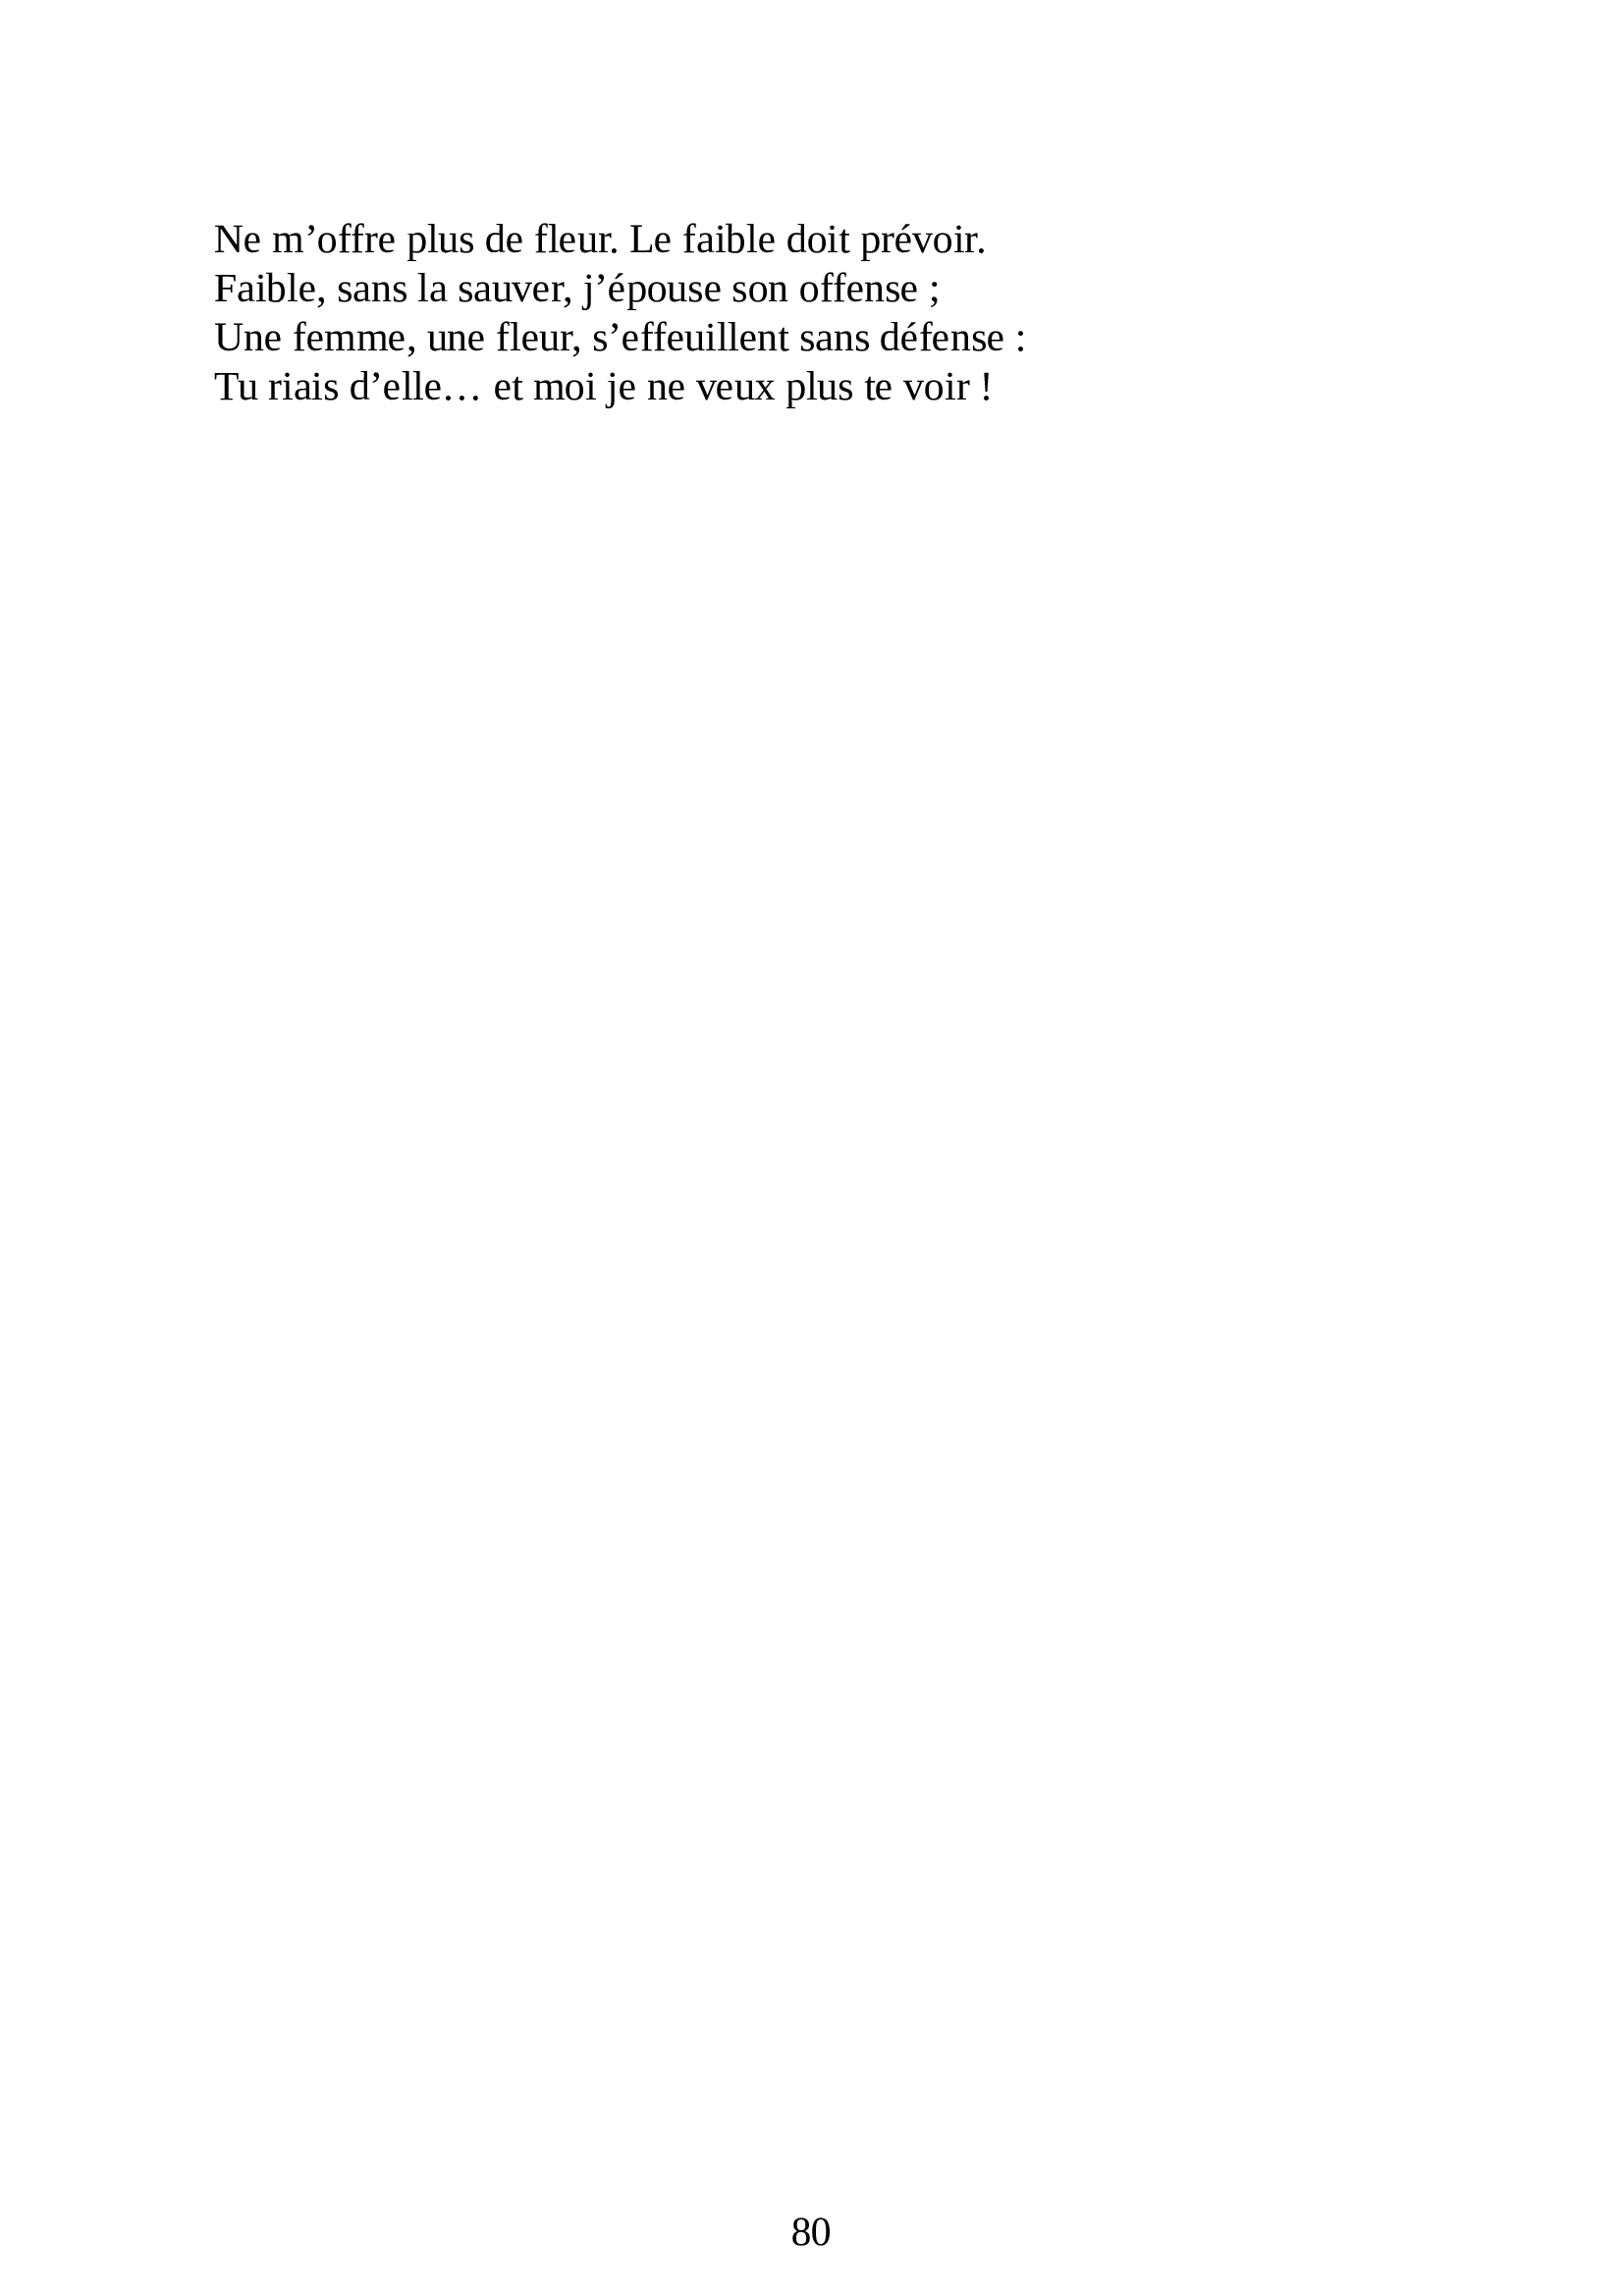 Ne m’offre plus de fleur. Le faible doit prévoir.
Faible, sans la sauver, j’épouse son offense ;
Une femme, une fleur, s’effeuillent sans défense :
Tu riais d’elle… et moi je ne veux plus te voir !
80